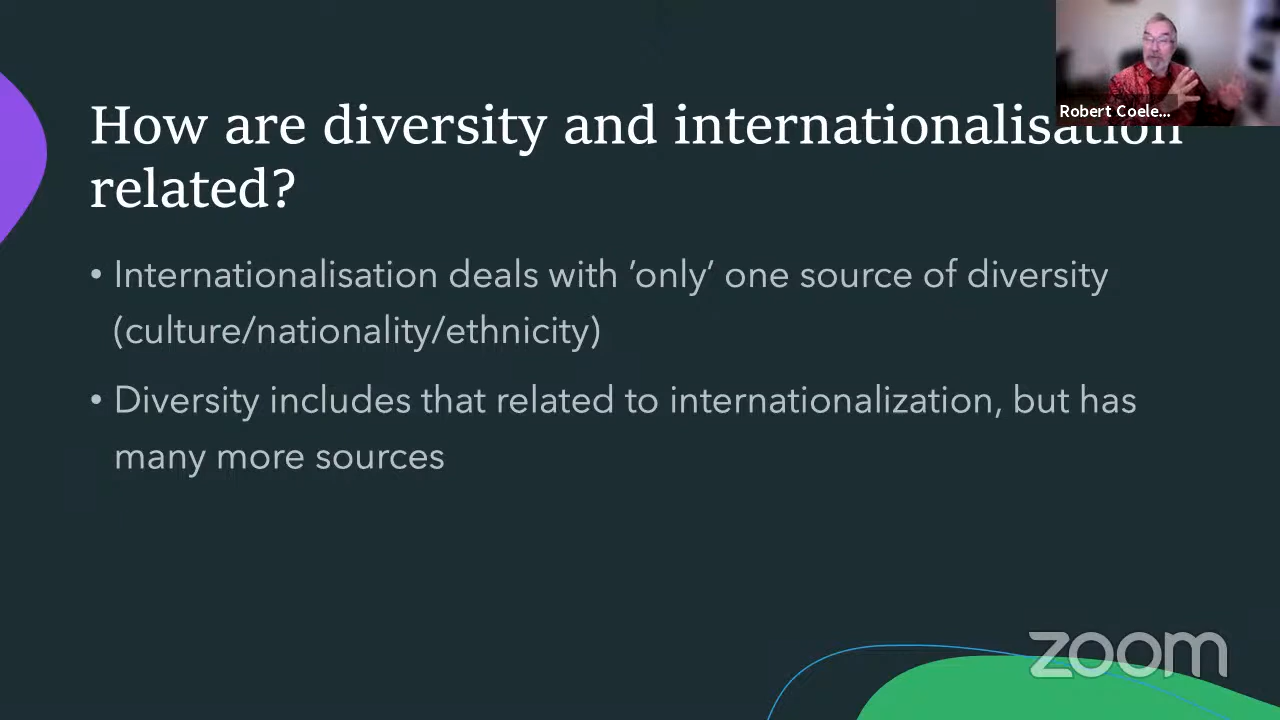 How are diversity and internationalisation
related?
• Internationalisation deals with ‘only’ one source of diversity
(culture/nationality/ethnicity)
• Diversity includes that related to internationalization, but has
many more sources
Robert Coele...
zoom